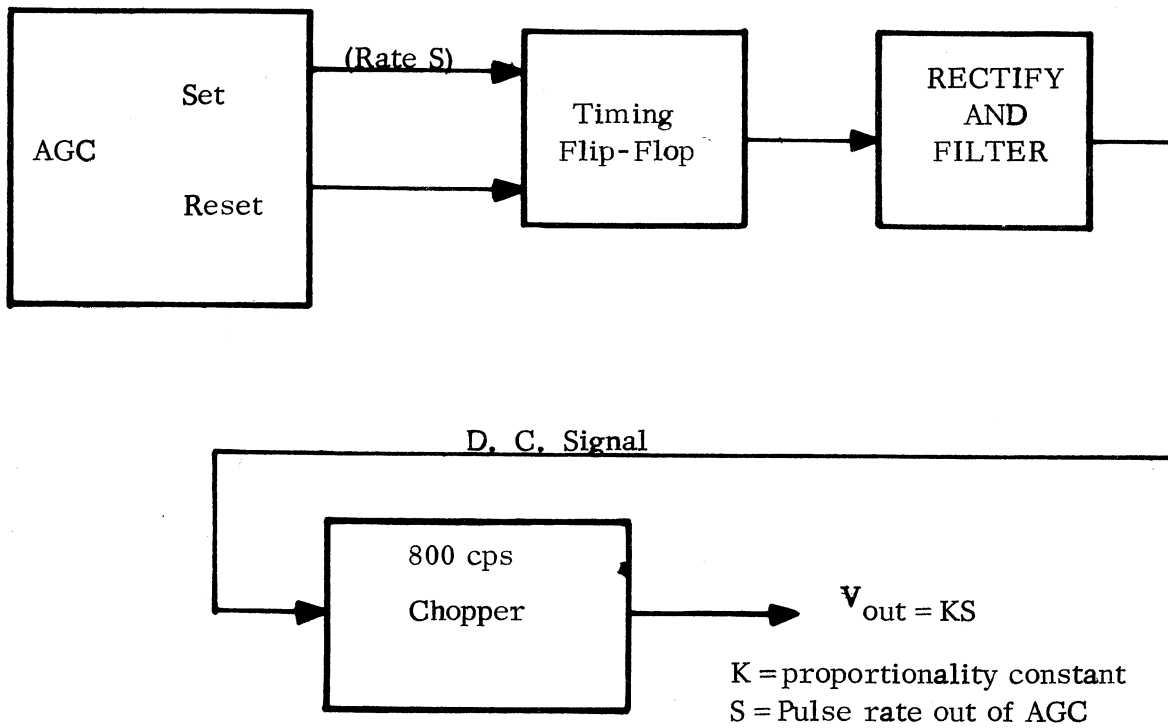 (Rate S)
Set
AGC
Reset
Timing
Flip-Flop
RECTIFY
AND
FILTER
D. C. Signal
800 cps
Chopper
Vout = KS
K = proportionality constant
S = Pulse rate out of AGC